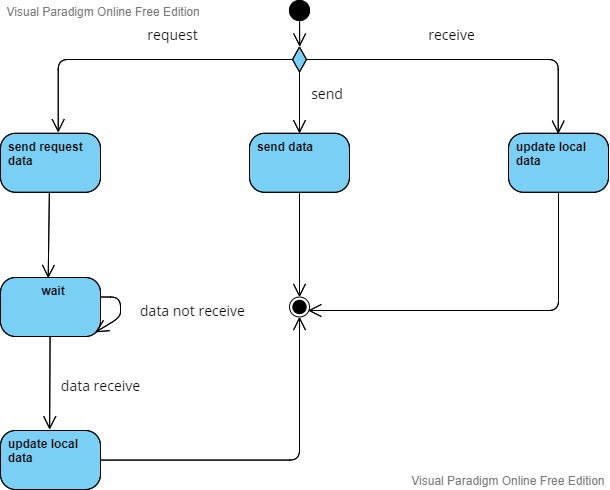 Visual Paradigm Online Free Edition
request
receive
send
send request
data
send data
update local
data
wait
data not receive
data receive
update local
data
Visual Paradigm Online Free Edition